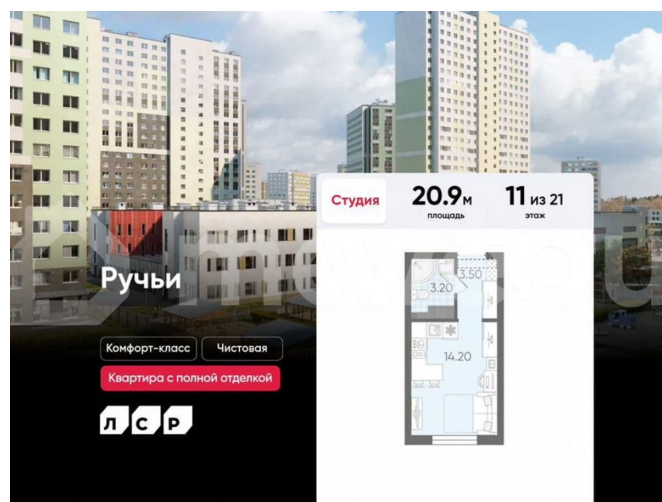 Студия
20.9 м
площадь
11 из 21
этаж
Ручьи
3.20
3.50
14.20
Комфорт-класс
Чистовая
Квартира с полной отделкой
ЛСР